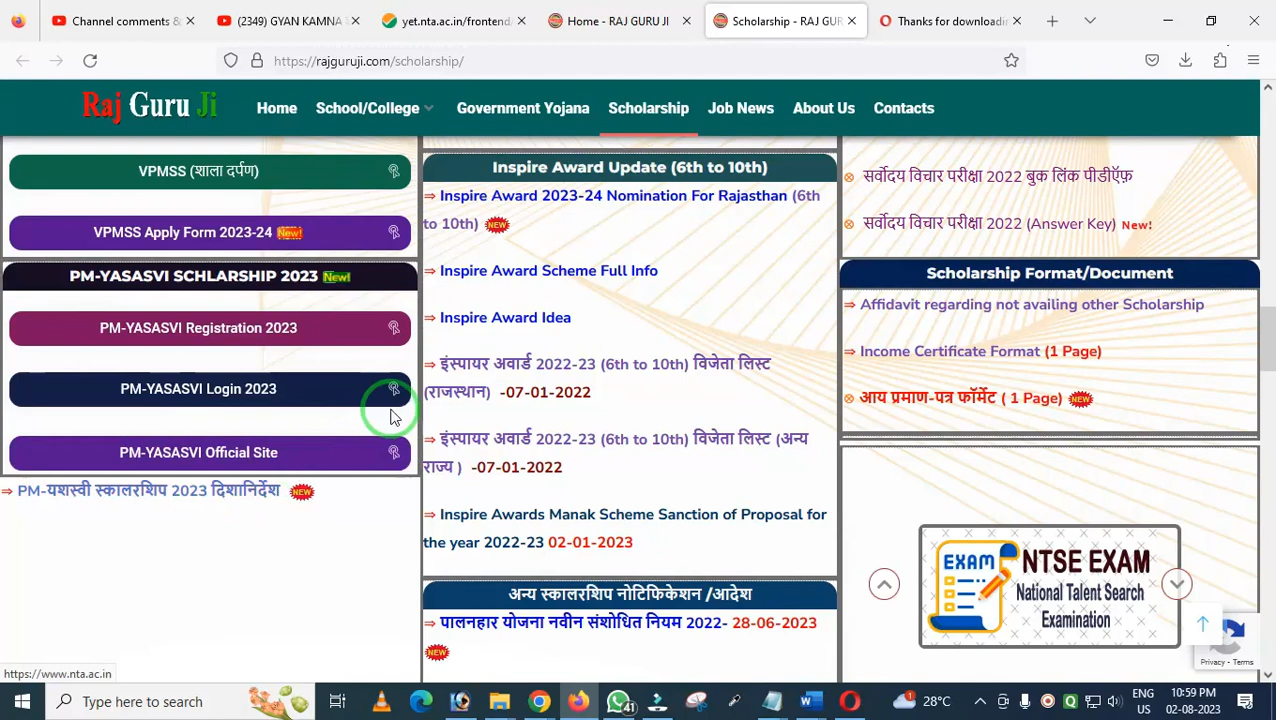 Channel comments &
(2349) GYAN KAMNA
yet.nta.ac.in/frontend
Home - RAJ GURU JI
Scholarship - RAJ GUR
Thanks for downloadin
https://rajguruji.com/scholarship/
Raj Guru Ji
Home
School/College
Government Yojana
Scholarship
Job News
About Us
Contacts
VPMSS (शाला दर्पण)
VPMSS Apply Form 2023-24 New!
PM-YASASVI SCHLARSHIP 2023 New!
PM-YASASVI Registration 2023
PM-YASASVI Login 2023
PM-YASASVI Official Site
⇒ PM-यशस्वी स्कालरशिप 2023 दिशानिर्देश NEW
Inspire Award Update (6th to 10th)
⇒ Inspire Award 2023-24 Nomination For Rajasthan (6th
to 10th) NEW
⇒ Inspire Award Scheme Full Info
⇒ Inspire Award Idea
⇒ इंस्पायर अवार्ड 2022-23 (6th to 10th) विजेता लिस्ट
(राजस्थान) -07-01-2022
⇒ इंस्पायर अवार्ड 2022-23 (6th to 10th) विजेता लिस्ट (अन्य
राज्य ) -07-01-2022
⇒ Inspire Awards Manak Scheme Sanction of Proposal for
the year 2022-23 02-01-2023
अन्य स्कालरशिप नोटिफिकेशन /आदेश
⇒ पालनहार योजना नवीन संशोधित नियम 2022- 28-06-2023
NEW
सर्वोदय विचार परीक्षा 2022 बुक लिंक पीडीऍफ़
सर्वोदय विचार परीक्षा 2022 (Answer Key) New!
Scholarship Format/Document
⇒ Affidavit regarding not availing other Scholarship
⇒ Income Certificate Format (1 Page)
आय प्रमाण-पत्र फॉर्मेट ( 1 Page) NEW
EXAM
NTSE EXAM
National Talent Search
Examination
Privacy - Terms
https://www.nta.ac.in
Type here to search
41
1
28°C
ENG
US
10:59 PM
02-08-2023